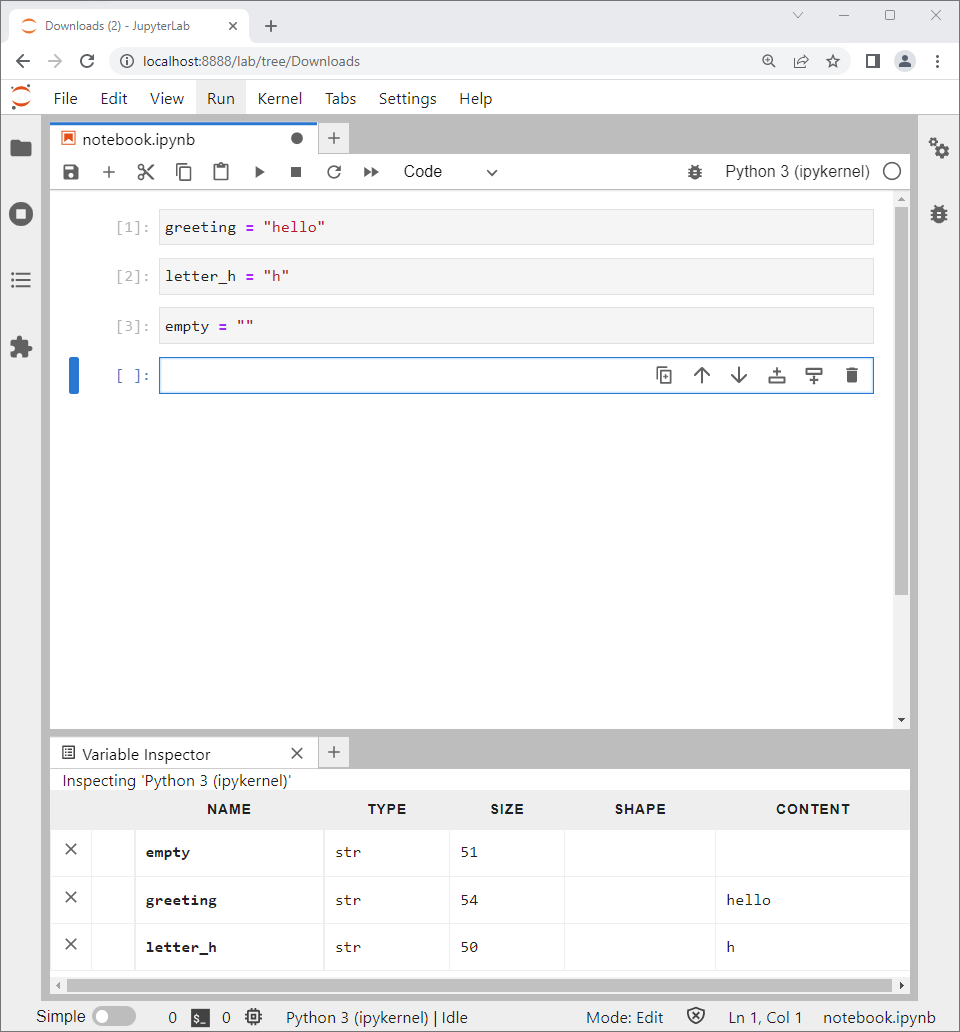 Downloads (2) - JupyterLab
localhost:8888/lab/tree/Downloads
File Edit View Run Kernel Tabs Settings Help
notebook.ipynb
Code Python 3 (ipykernel)
[1]: greeting = "hello"
[2]: letter_h = "h"
[3]: empty = ""
[ ]:
Variable Inspector
Inspecting 'Python 3 (ipykernel)'
NAME TYPE SIZE SHAPE CONTENT
empty str 51
greeting str 54 hello
letter_h str 50 h
Simple 0 $_ 0 Python 3 (ipykernel) | Idle Mode: Edit Ln 1, Col 1 notebook.ipynb